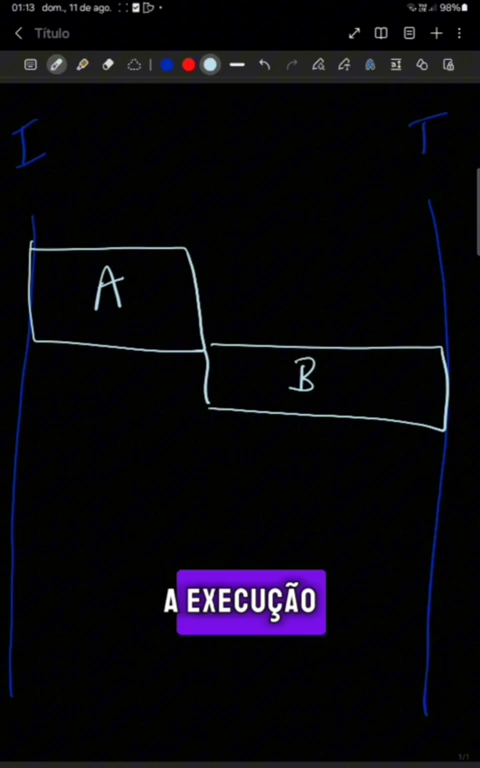 01:13 dom., 11 de ago.
98%
Título
I
T
A
B
A EXECUÇÃO
1/1